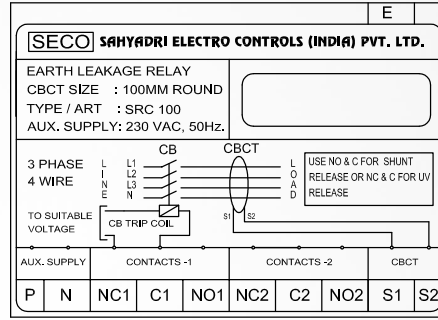 E
SECO SAHYADRI ELECTRO CONTROLS (INDIA) PVT. LTD.
EARTH LEAKAGE RELAY
CBCT SIZE : 100MM ROUND
TYPE / ART : SRC 100
AUX. SUPPLY: 230 VAC, 50Hz.
CB CBCT
3 PHASE
4 WIRE
LINE
L1
L2
L3
N
LOAD
USE NO & C FOR SHUNT
RELEASE OR NC & C FOR UV
RELEASE
TO SUITABLE
VOLTAGE
CB TRIP COIL
S1 S2
AUX. SUPPLY CONTACTS -1 CONTACTS -2 CBCT
P N NC1 C1 NO1 NC2 C2 NO2 S1 S2